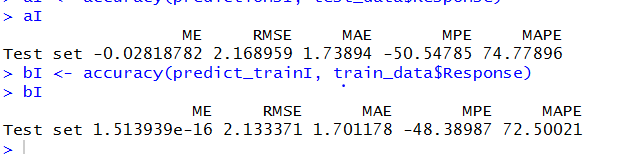 > aI <- accuracy(predictionsI, test_data$Response)
> aI
ME RMSE MAE MPE MAPE
Test set -0.02818782 2.168959 1.73894 -50.54785 74.77896
> bI <- accuracy(predict_trainI, train_data$Response)
> bI
ME RMSE MAE MPE MAPE
Test set 1.513939e-16 2.133371 1.701178 -48.38987 72.50021
>